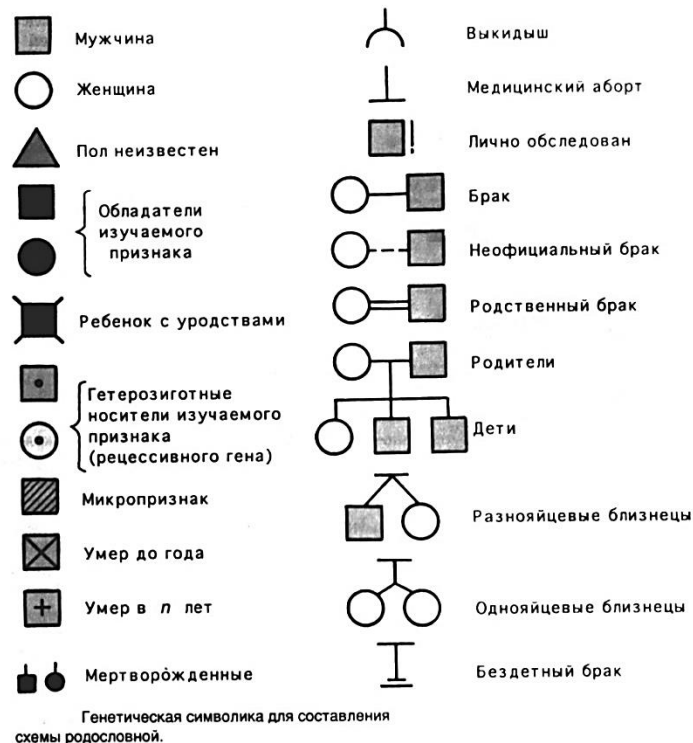 Мужчина
Женщина
Пол неизвестен
Обладатели
изучаемого
признака
Ребенок с уродствами
Гетерозиготные
носители изучаемого
признака
(рецессивного гена)
Микропризнак
Умер до года
Умер в n лет
Мертворо́жденные
Выкидыш
Медицинский аборт
Лично обследован
Брак
Неофициальный брак
Родственный брак
Родители
Дети
Разнояйцевые близнецы
Однояйцевые близнецы
Бездетный брак
Генетическая символика для составления
схемы родословной.